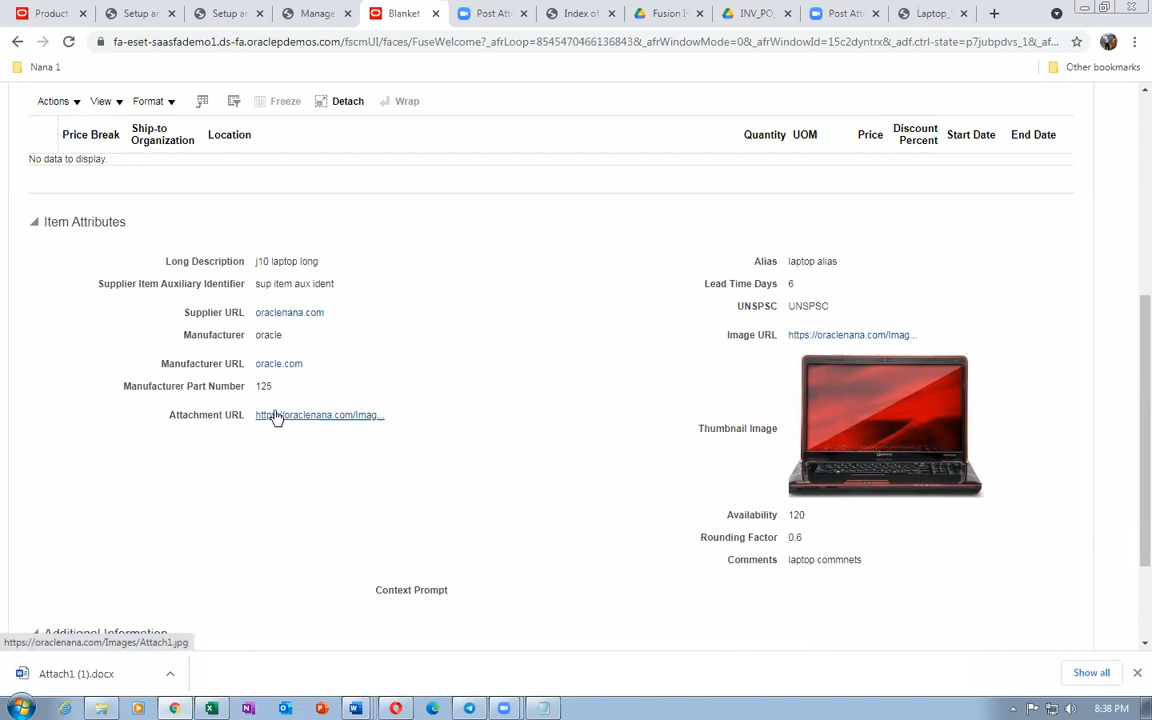 Product
Setup an
Setup an
Manage
Blanket
Post Att
Index of
Fusion I
INV_PO_
Post Att
Laptop_
fa-eset-saasfademo1.ds-fa.oraclepdemos.com/fscmUI/faces/FuseWelcome?_afrLoop=85454704661368​43&_afrWindowMode=0&_afrWindowId=15c2dyntrx&_adf.ctrl-state=p7jubpdvs_1&_af...
Nana 1
Other bookmarks
Actions View Format Freeze Detach Wrap
Price Break Ship-to Organization Location Quantity UOM Price Discount Percent Start Date End Date
No data to display.
Item Attributes
Long Description j10 laptop long
Alias laptop alias
Supplier Item Auxiliary Identifier sup item aux ident
Lead Time Days 6
Supplier URL oraclenana.com
UNSPSC UNSPSC
Manufacturer oracle
Image URL https://oraclenana.com/Imag...
Manufacturer URL oracle.com
Manufacturer Part Number 125
Attachment URL https://oraclenana.com/Imag...
Thumbnail Image
Availability 120
Rounding Factor 0.6
Comments laptop commnets
Context Prompt
Additional Information
https://oraclenana.com/Images/Attach1.jpg
Attach1 (1).docx
Show all
8:38 PM